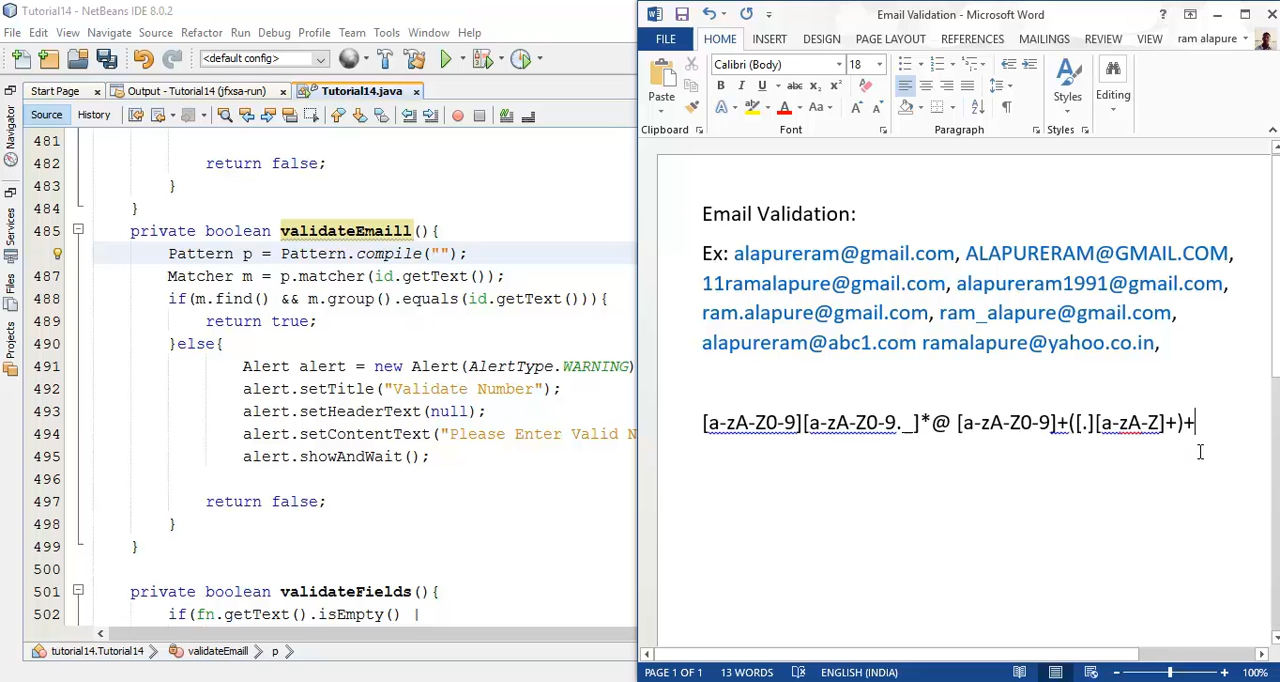 Tutorial14 - NetBeans IDE 8.0.2
File Edit View Navigate Source Refactor Run Debug Profile Team Tools Window Help
<default config>
Start Page Output - Tutorial14 Tutorial14.java
Source History
Navigator
Services
Files
Projects
481
482 return false;
483 }
484 }
485 private boolean validateEmaill(){
Pattern p = Pattern.compile("");
487 Matcher m = p.matcher(id.getText());
488 if(m.find() && m.group().equals(id.getText())){
489 return true;
490 }else{
491 Alert alert = new Alert(AlertType.WARNING)
492 alert.setTitle("Validate Number");
493 alert.setHeaderText(null);
494 alert.setContentText("Please Enter Valid N
495 alert.showAndWait();
496
497 return false;
498 }
499 }
500
501 private boolean validateFields(){
502 if(fn.getText().isEmpty() |
tutorial14.Tutorial14 validateEmaill p
Email Validation - Microsoft Word
FILE HOME INSERT DESIGN PAGE LAYOUT REFERENCES MAILINGS REVIEW VIEW ram alapure
Calibri (Body) 18
Paste
Styles
Editing
Clipboard Font Paragraph Styles
Email Validation:
Ex: alapureram@gmail.com, ALAPURERAM@GMAIL.COM,
11ramalapure@gmail.com, alapureram1991@gmail.com,
ram.alapure@gmail.com, ram_alapure@gmail.com,
alapureram@abc1.com ramalapure@yahoo.co.in,
[a-zA-Z0-9][a-zA-Z0-9._]*@ [a-zA-Z0-9]+([.][a-zA-Z]+)+
PAGE 1 OF 1 13 WORDS ENGLISH (INDIA) 100%